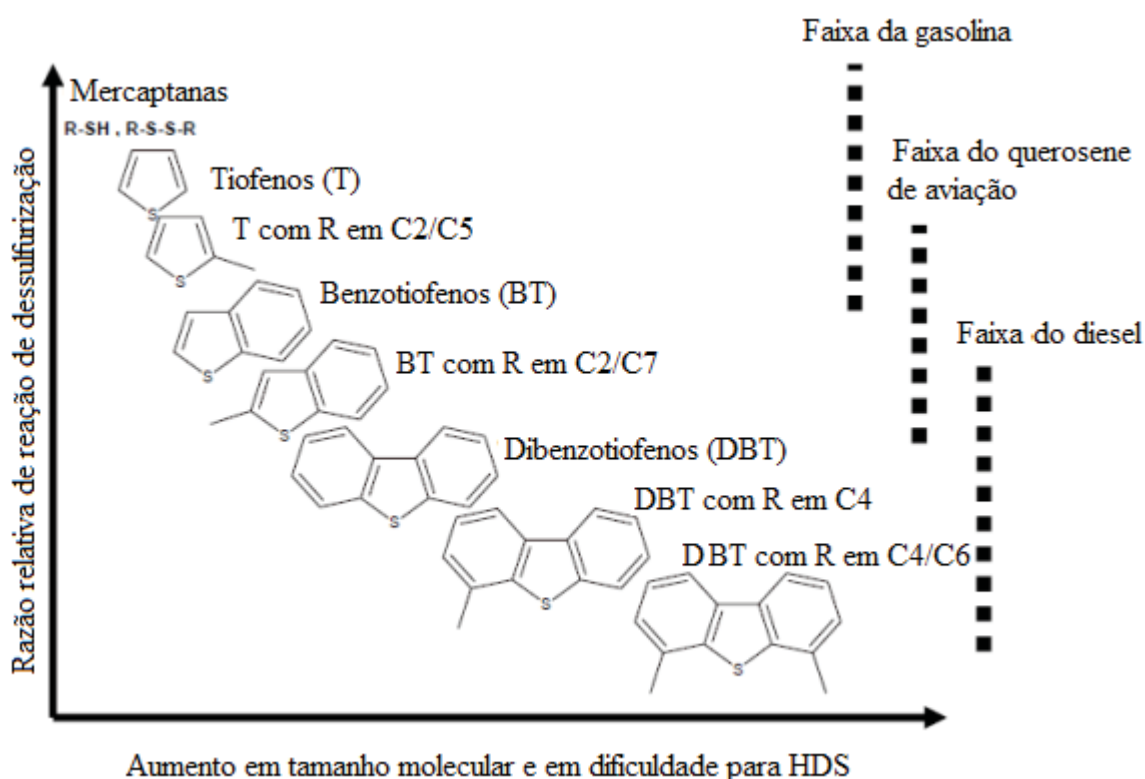 Faixa da gasolina
Mercaptanas
R-SH , R-S-S-R
Faixa do querosene
de aviação
Tiofenos (T)
S
T com R em C2/C5
S
Benzotiofenos (BT)
Faixa do diesel
S
BT com R em C2/C7
S
Dibenzotiofenos (DBT)
S
DBT com R em C4
S
DBT com R em C4/C6
S
Razão relativa de reação de dessulfurização
Aumento em tamanho molecular e em dificuldade para HDS